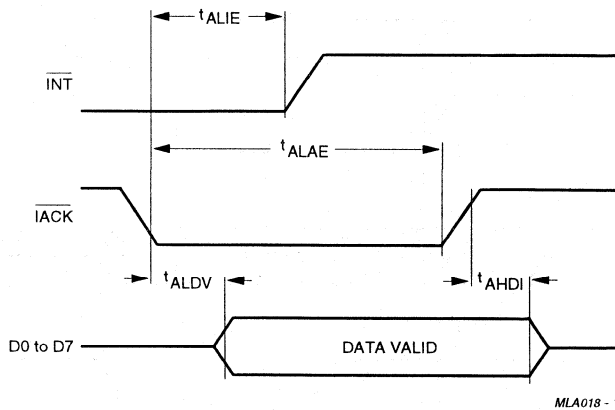 tALIE
INT
tALAE
IACK
tALDV
tAHDI
D0 to D7
DATA VALID
MLA018 -